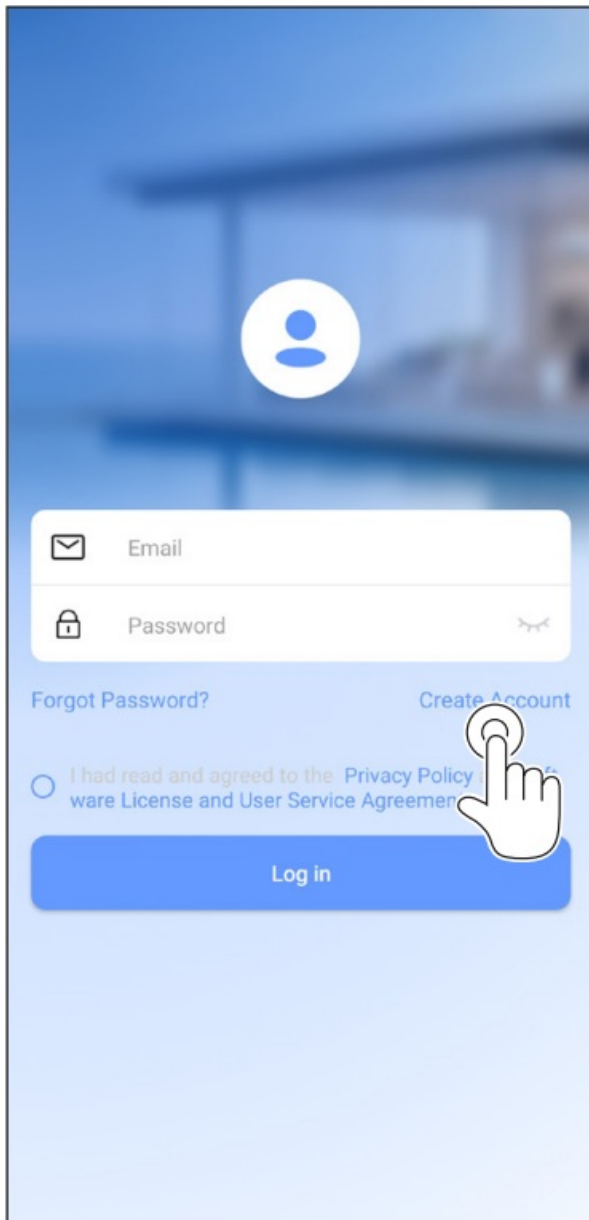 Email
Password
Forgot Password? Create Account
I had read and agreed to the Privacy Policy
ware License and User Service
Log in